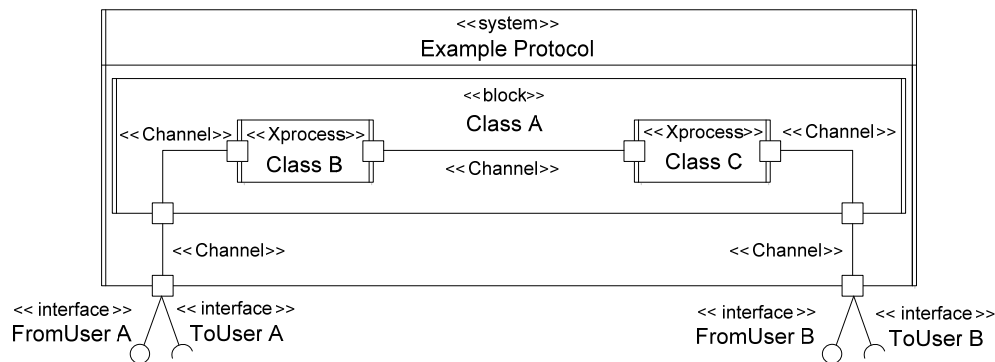 <<system>>
Example Protocol
<<block>>
Class A
<<Channel>>
<<Xprocess>>
Class B
<<Channel>>
<<Xprocess>>
Class C
<<Channel>>
<<Channel>>
<<Channel>>
<< interface >>
FromUser A
<< interface >>
ToUser A
<< interface >>
FromUser B
<< interface >>
ToUser B